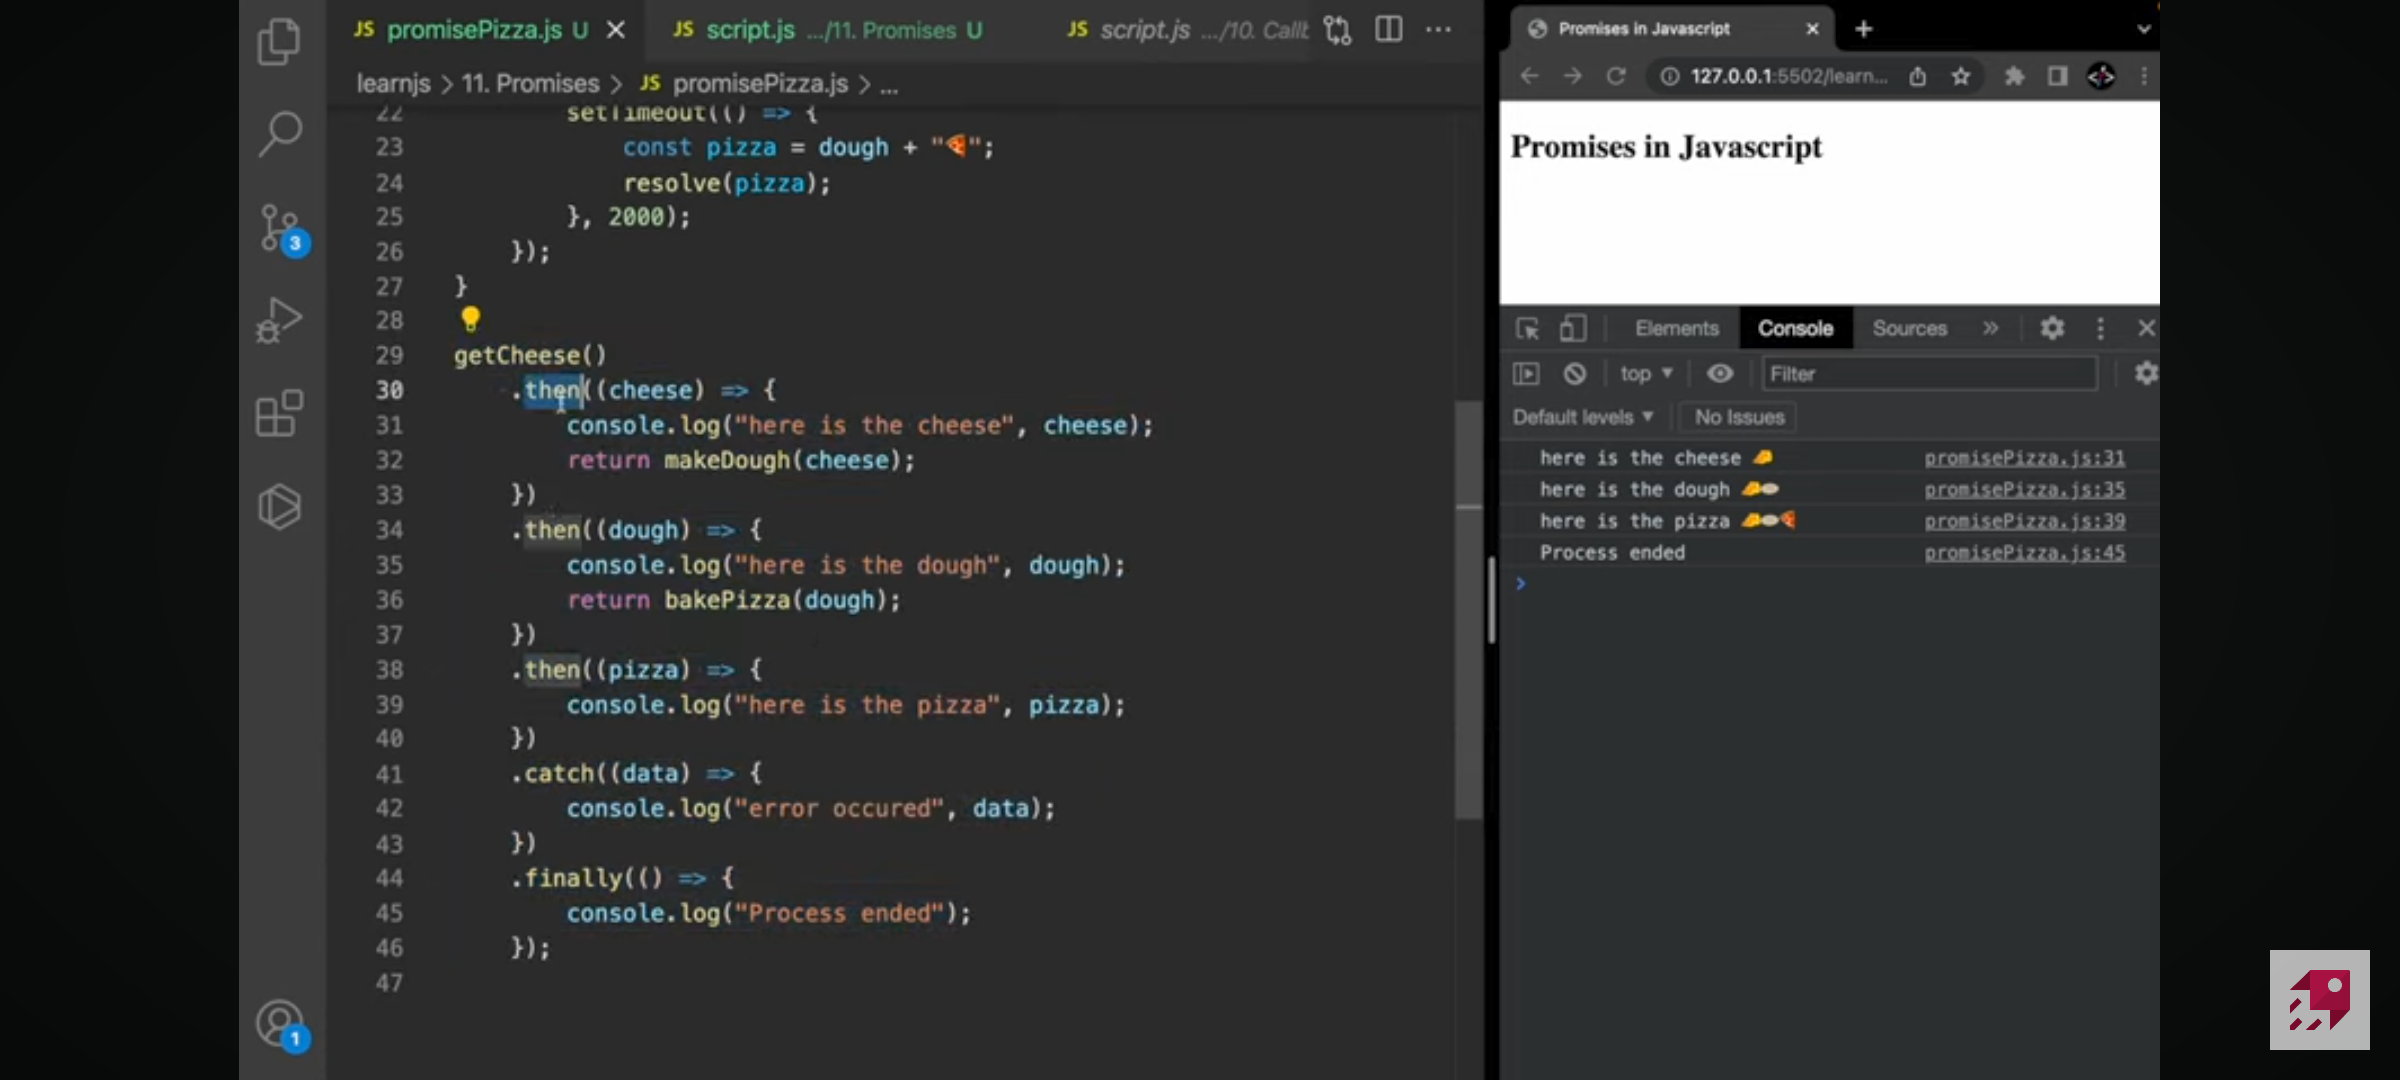 JS promisePizza.js U
JS script.js .../11. Promises U
JS script.js .../10. Callb
learnjs > 11. Promises > JS promisePizza.js > ...
22 setTimeout(() => {
23 const pizza = dough + "🍕";
24 resolve(pizza);
25 }, 2000);
26 });
27 }
28
29 getCheese()
30 .then((cheese) => {
31 console.log("here is the cheese", cheese);
32 return makeDough(cheese);
33 })
34 .then((dough) => {
35 console.log("here is the dough", dough);
36 return bakePizza(dough);
37 })
38 .then((pizza) => {
39 console.log("here is the pizza", pizza);
40 })
41 .catch((data) => {
42 console.log("error occured", data);
43 })
44 .finally(() => {
45 console.log("Process ended");
46 });
47
3
1
Promises in Javascript
127.0.0.1:5502/learn...
Promises in Javascript
Elements Console Sources »
top ▼ Filter
Default levels ▼ No Issues
here is the cheese 🧀 promisePizza.js:31
here is the dough 🧀🫓 promisePizza.js:35
here is the pizza 🧀🫓🍕 promisePizza.js:39
Process ended promisePizza.js:45
>